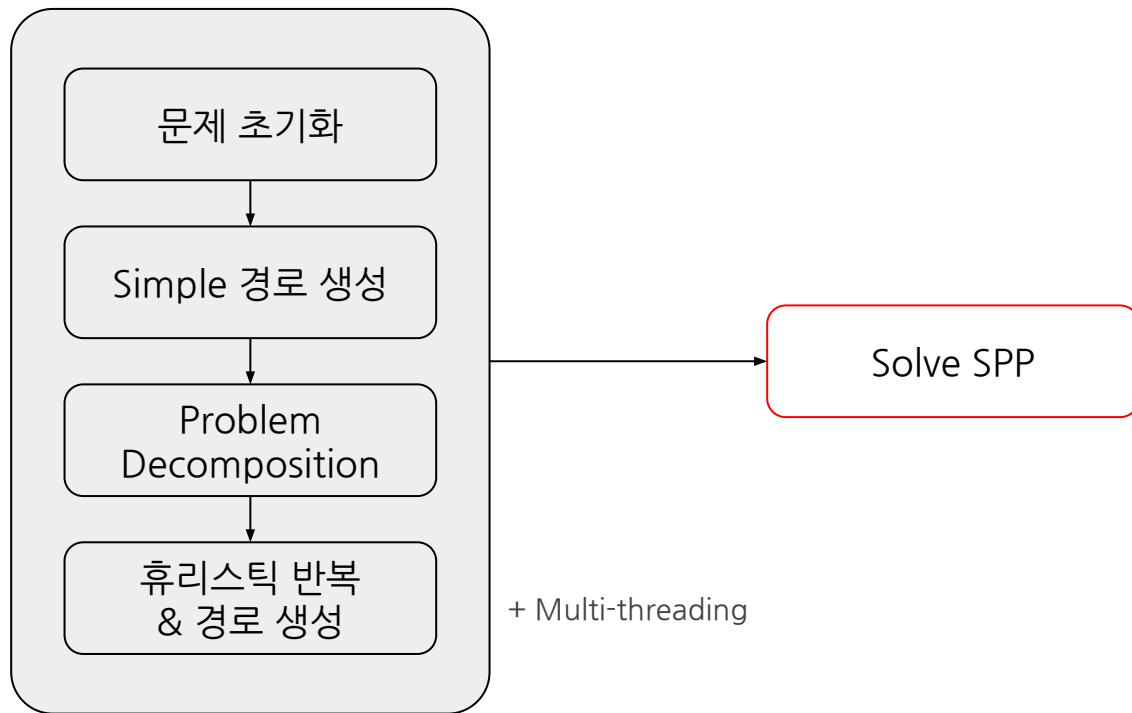 문제 초기화
Simple 경로 생성
Problem
Decomposition
휴리스틱 반복
& 경로 생성
+ Multi-threading
Solve SPP